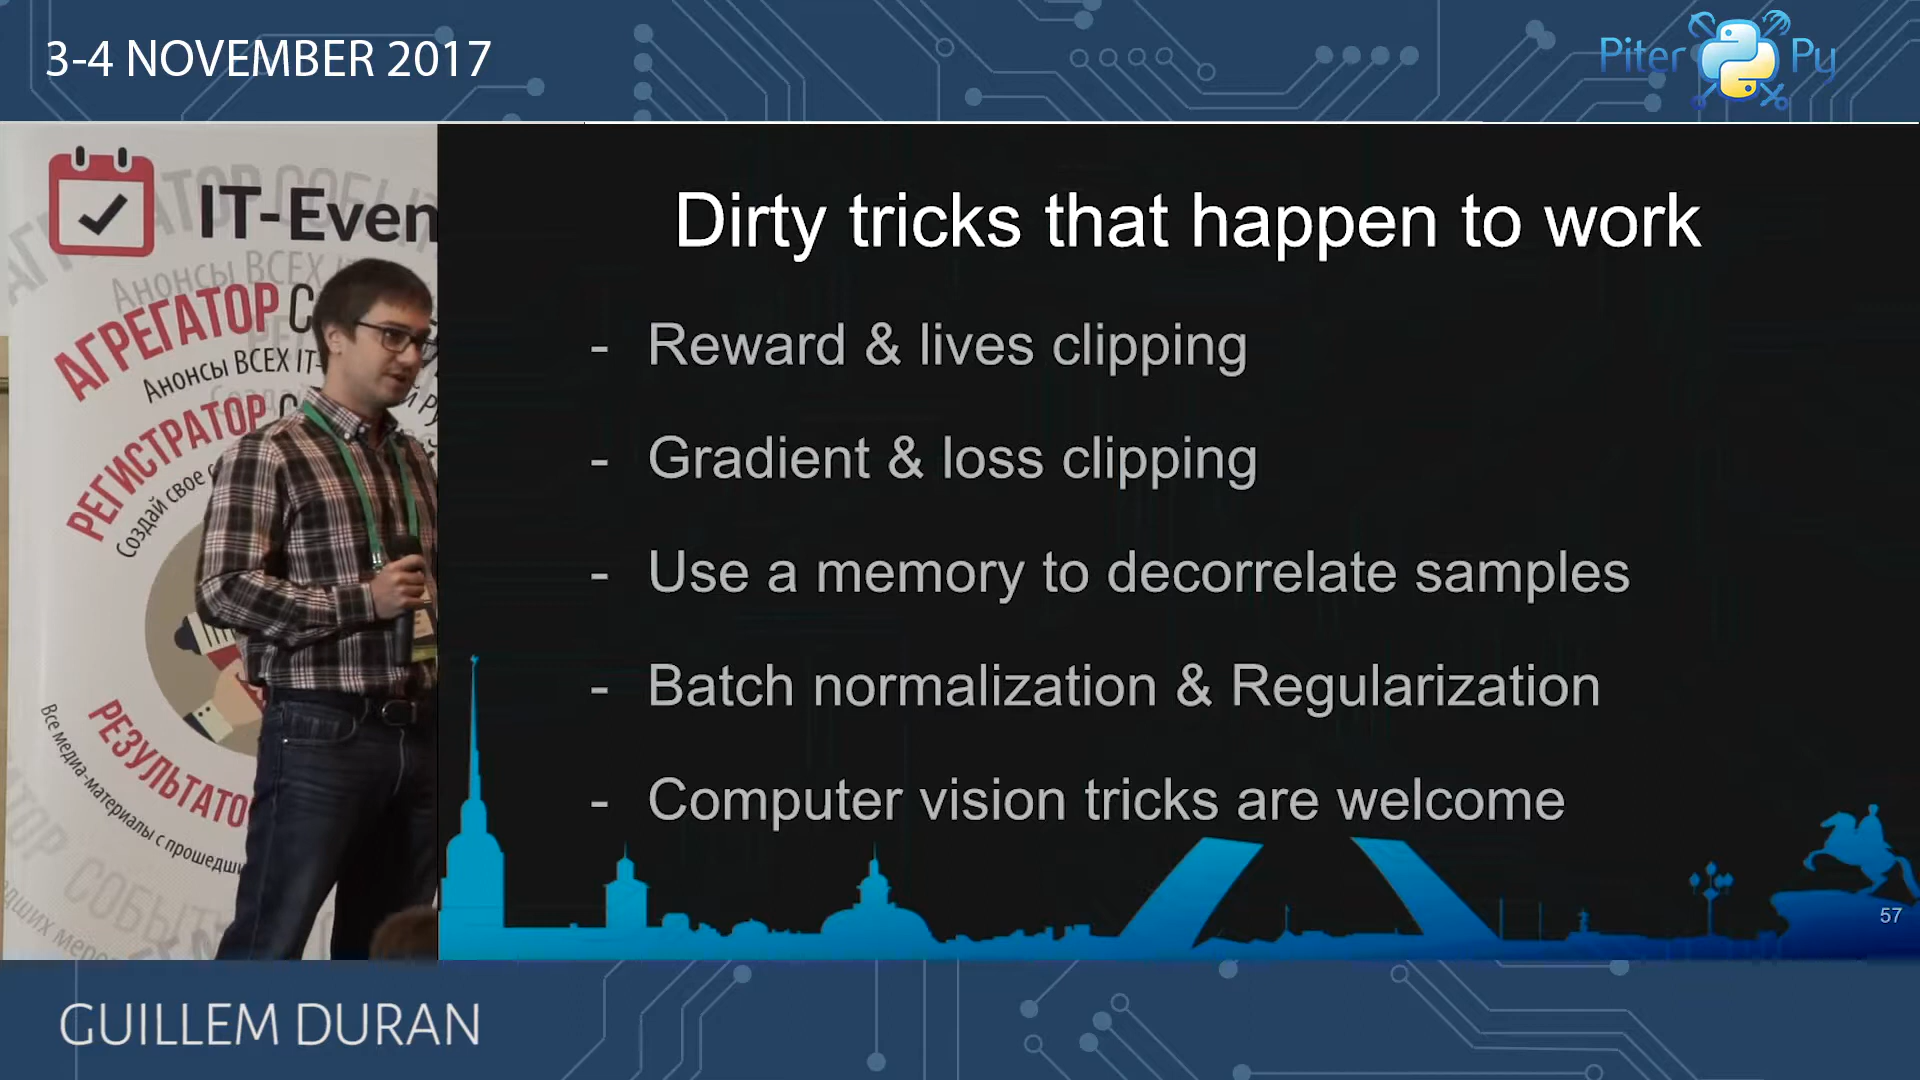 3-4 NOVEMBER 2017
Piter Py
IT-Even
АГРЕГАТОР
Анонсы ВСЕХ IT-
РЕГИСТРАТОР
Создай свое
РЕЗУЛЬТАТО
Все медиа-материалы с прошедши
Dirty tricks that happen to work
- Reward & lives clipping
- Gradient & loss clipping
- Use a memory to decorrelate samples
- Batch normalization & Regularization
- Computer vision tricks are welcome
57
GUILLEM DURAN